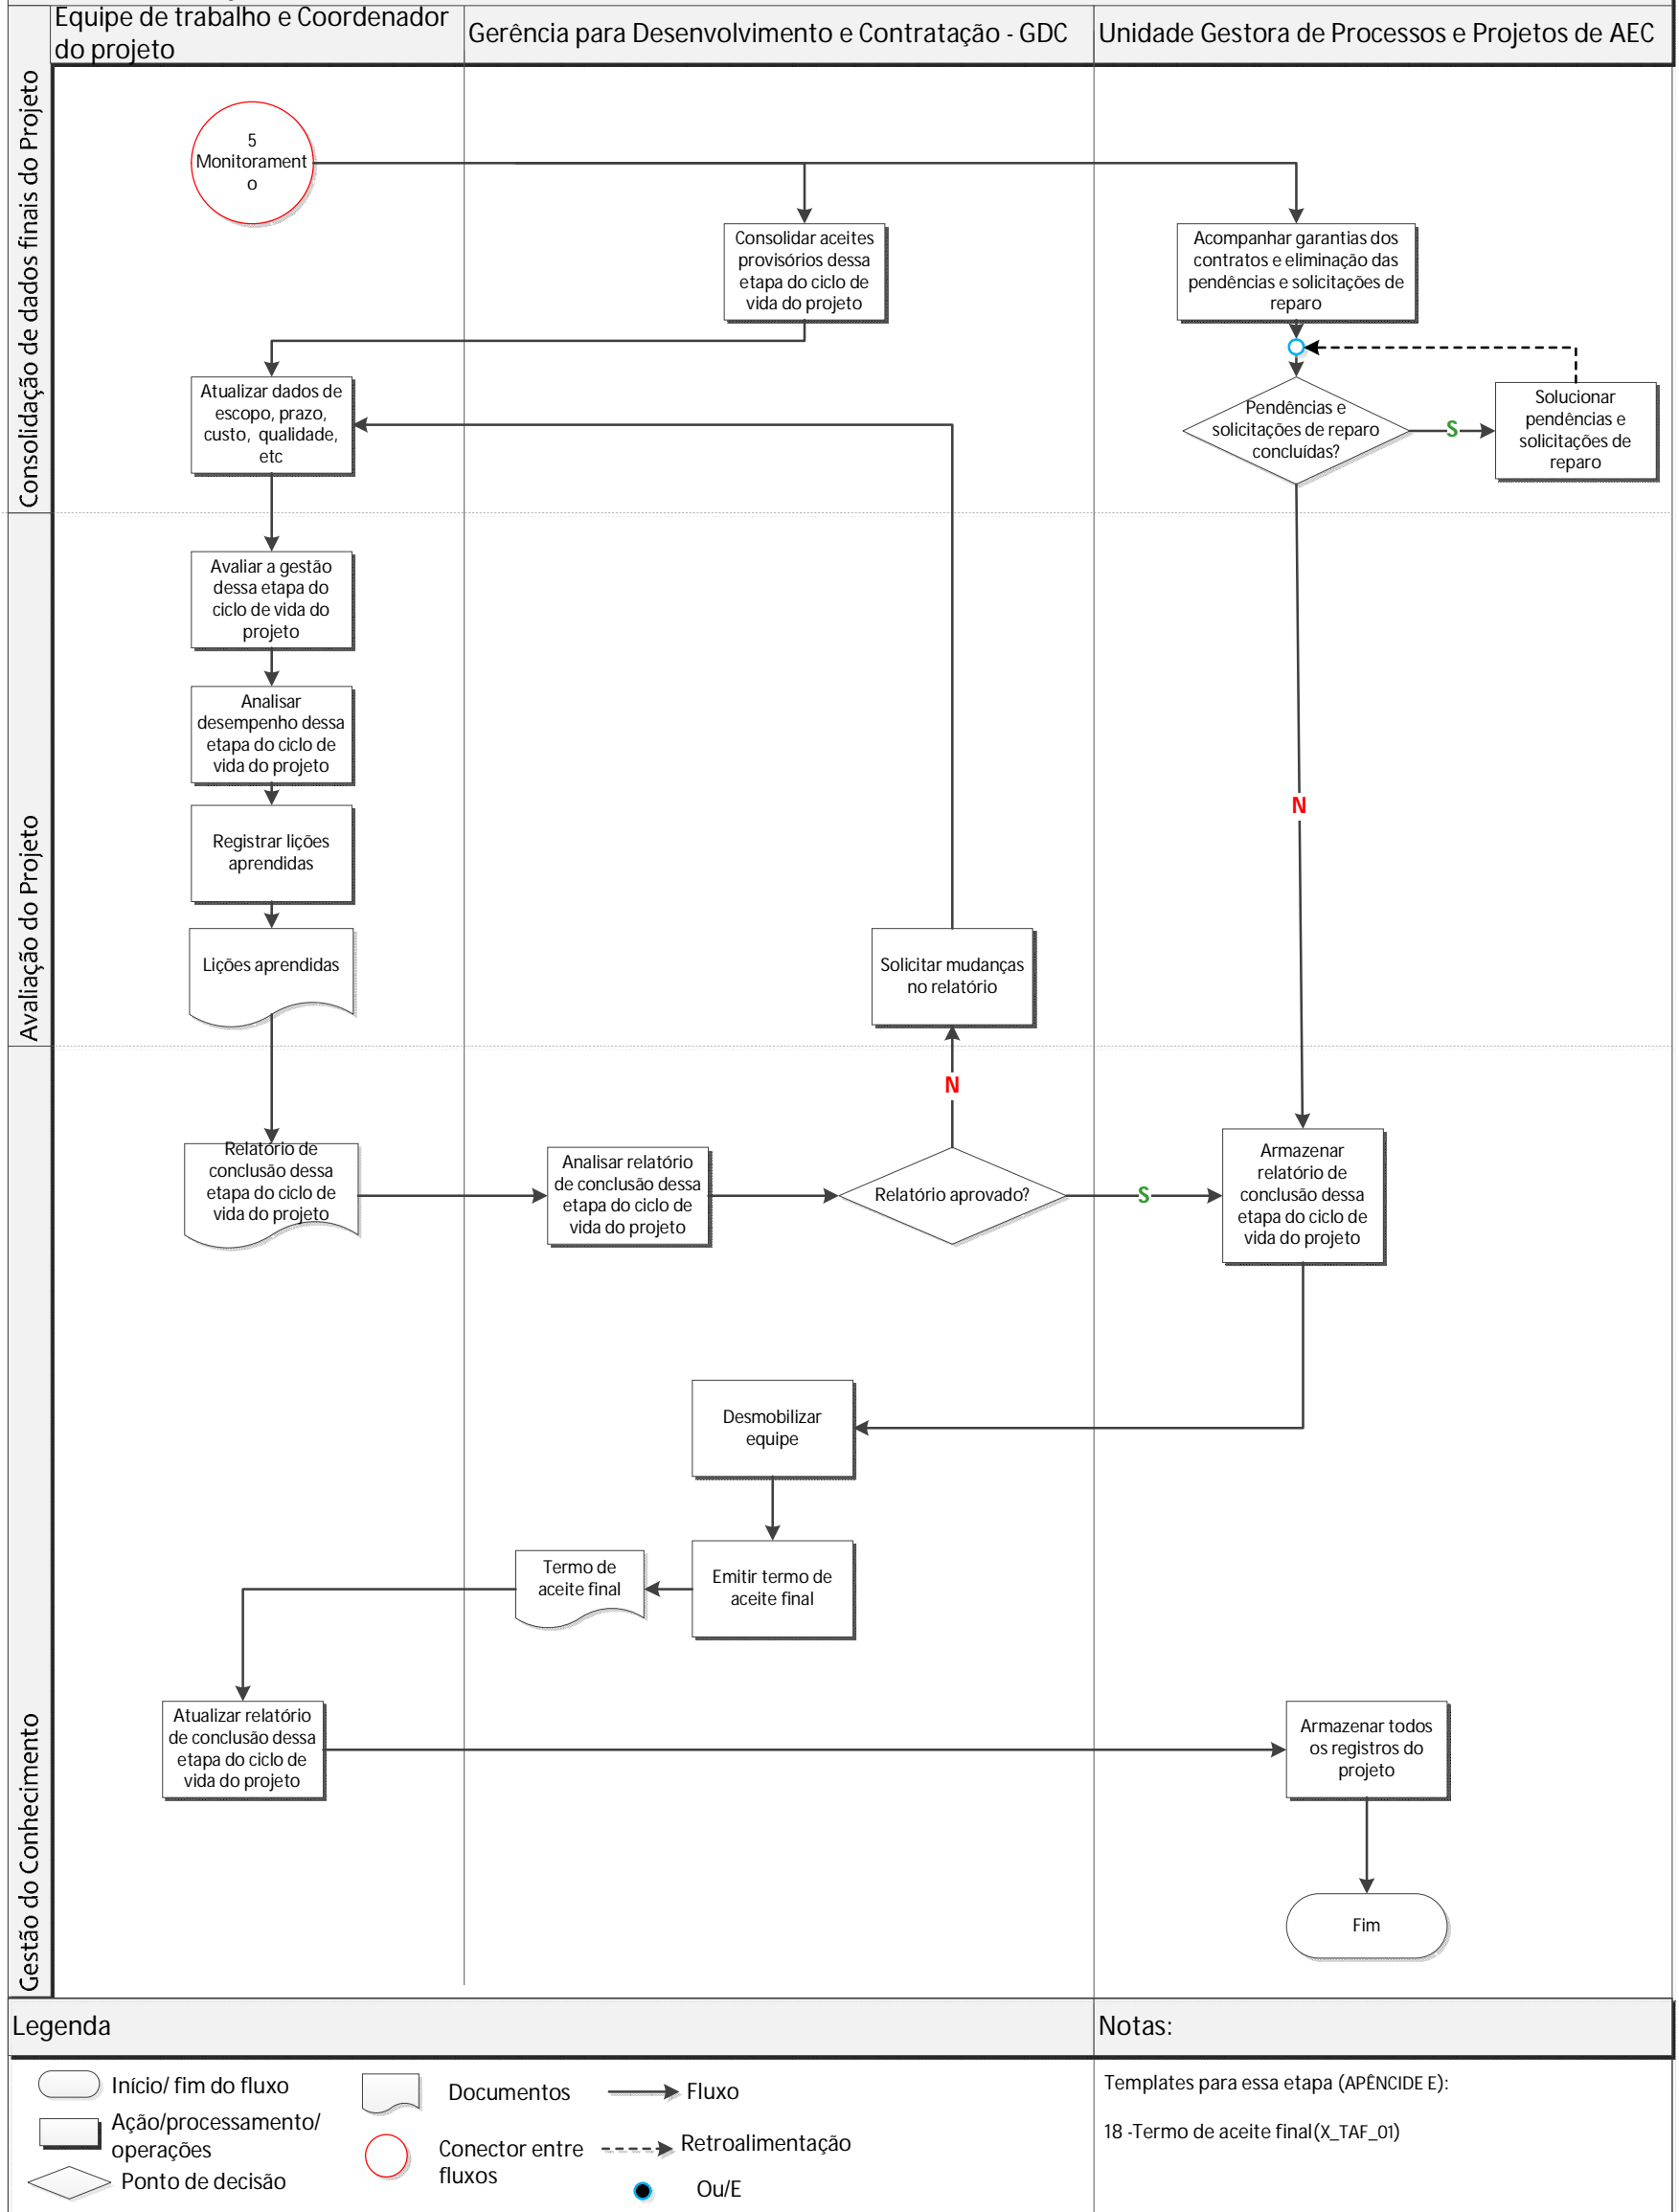 Equipe de trabalho e Coordenador
do projeto
Gerência para Desenvolvimento e Contratação - GDC
Unidade Gestora de Processos e Projetos de AEC
Consolidação de dados finais do Projeto
5
Monitorament
o
Consolidar aceites
provisórios dessa
etapa do ciclo de
vida do projeto
Acompanhar garantias dos
contratos e eliminação das
pendências e solicitações de
reparo
Atualizar dados de
escopo, prazo,
custo, qualidade,
etc
Pendências e
solicitações de reparo
concluídas?
S
Solucionar
pendências e
solicitações de
reparo
Avaliação do Projeto
Avaliar a gestão
dessa etapa do
ciclo de vida do
projeto
Analisar
desempenho dessa
etapa do ciclo de
vida do projeto
N
Registrar lições
aprendidas
Lições aprendidas
Solicitar mudanças
no relatório
N
Gestão do Conhecimento
Relatório de
conclusão dessa
etapa do ciclo de
vida do projeto
Analisar relatório
de conclusão dessa
etapa do ciclo de
vida do projeto
Relatório aprovado?
S
Armazenar
relatório de
conclusão dessa
etapa do ciclo de
vida do projeto
Desmobilizar
equipe
Termo de
aceite final
Emitir termo de
aceite final
Atualizar relatório
de conclusão dessa
etapa do ciclo de
vida do projeto
Armazenar todos
os registros do
projeto
Fim
Legenda
Início/ fim do fluxo
Ação/processamento/
operações
Ponto de decisão
Documentos
Conector entre
fluxos
Fluxo
Retroalimentação
Ou/E
Notas:
Templates para essa etapa (APÊNCIDE E):
18 -Termo de aceite final(X_TAF_01)